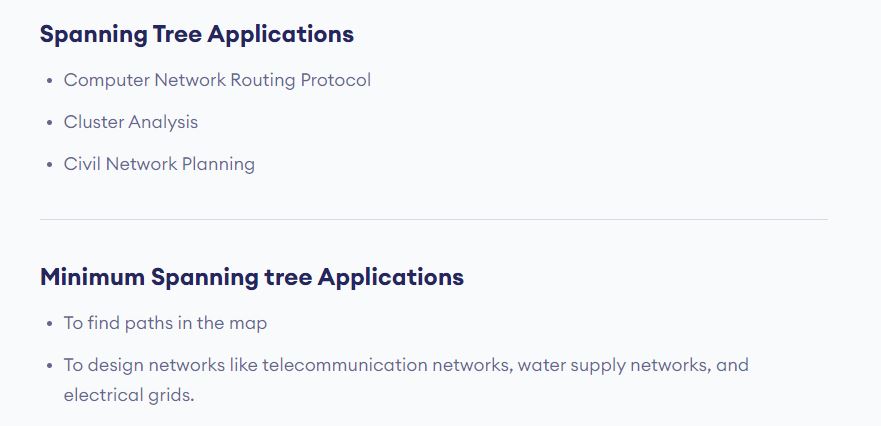 Spanning Tree Applications
• Computer Network Routing Protocol
• Cluster Analysis
• Civil Network Planning
Minimum Spanning tree Applications
• To find paths in the map
• To design networks like telecommunication networks, water supply networks, and
electrical grids.